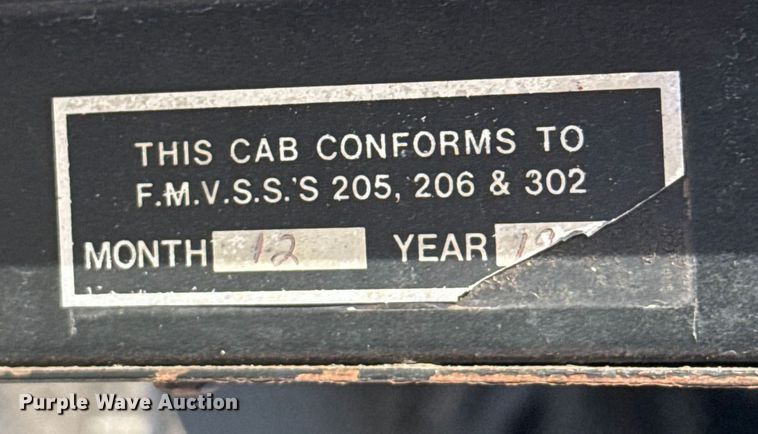 THIS CAB CONFORMS TO
F.M.V.S.S.'S 205, 206 & 302
MONTH 12 YEAR
Purple Wave Auction